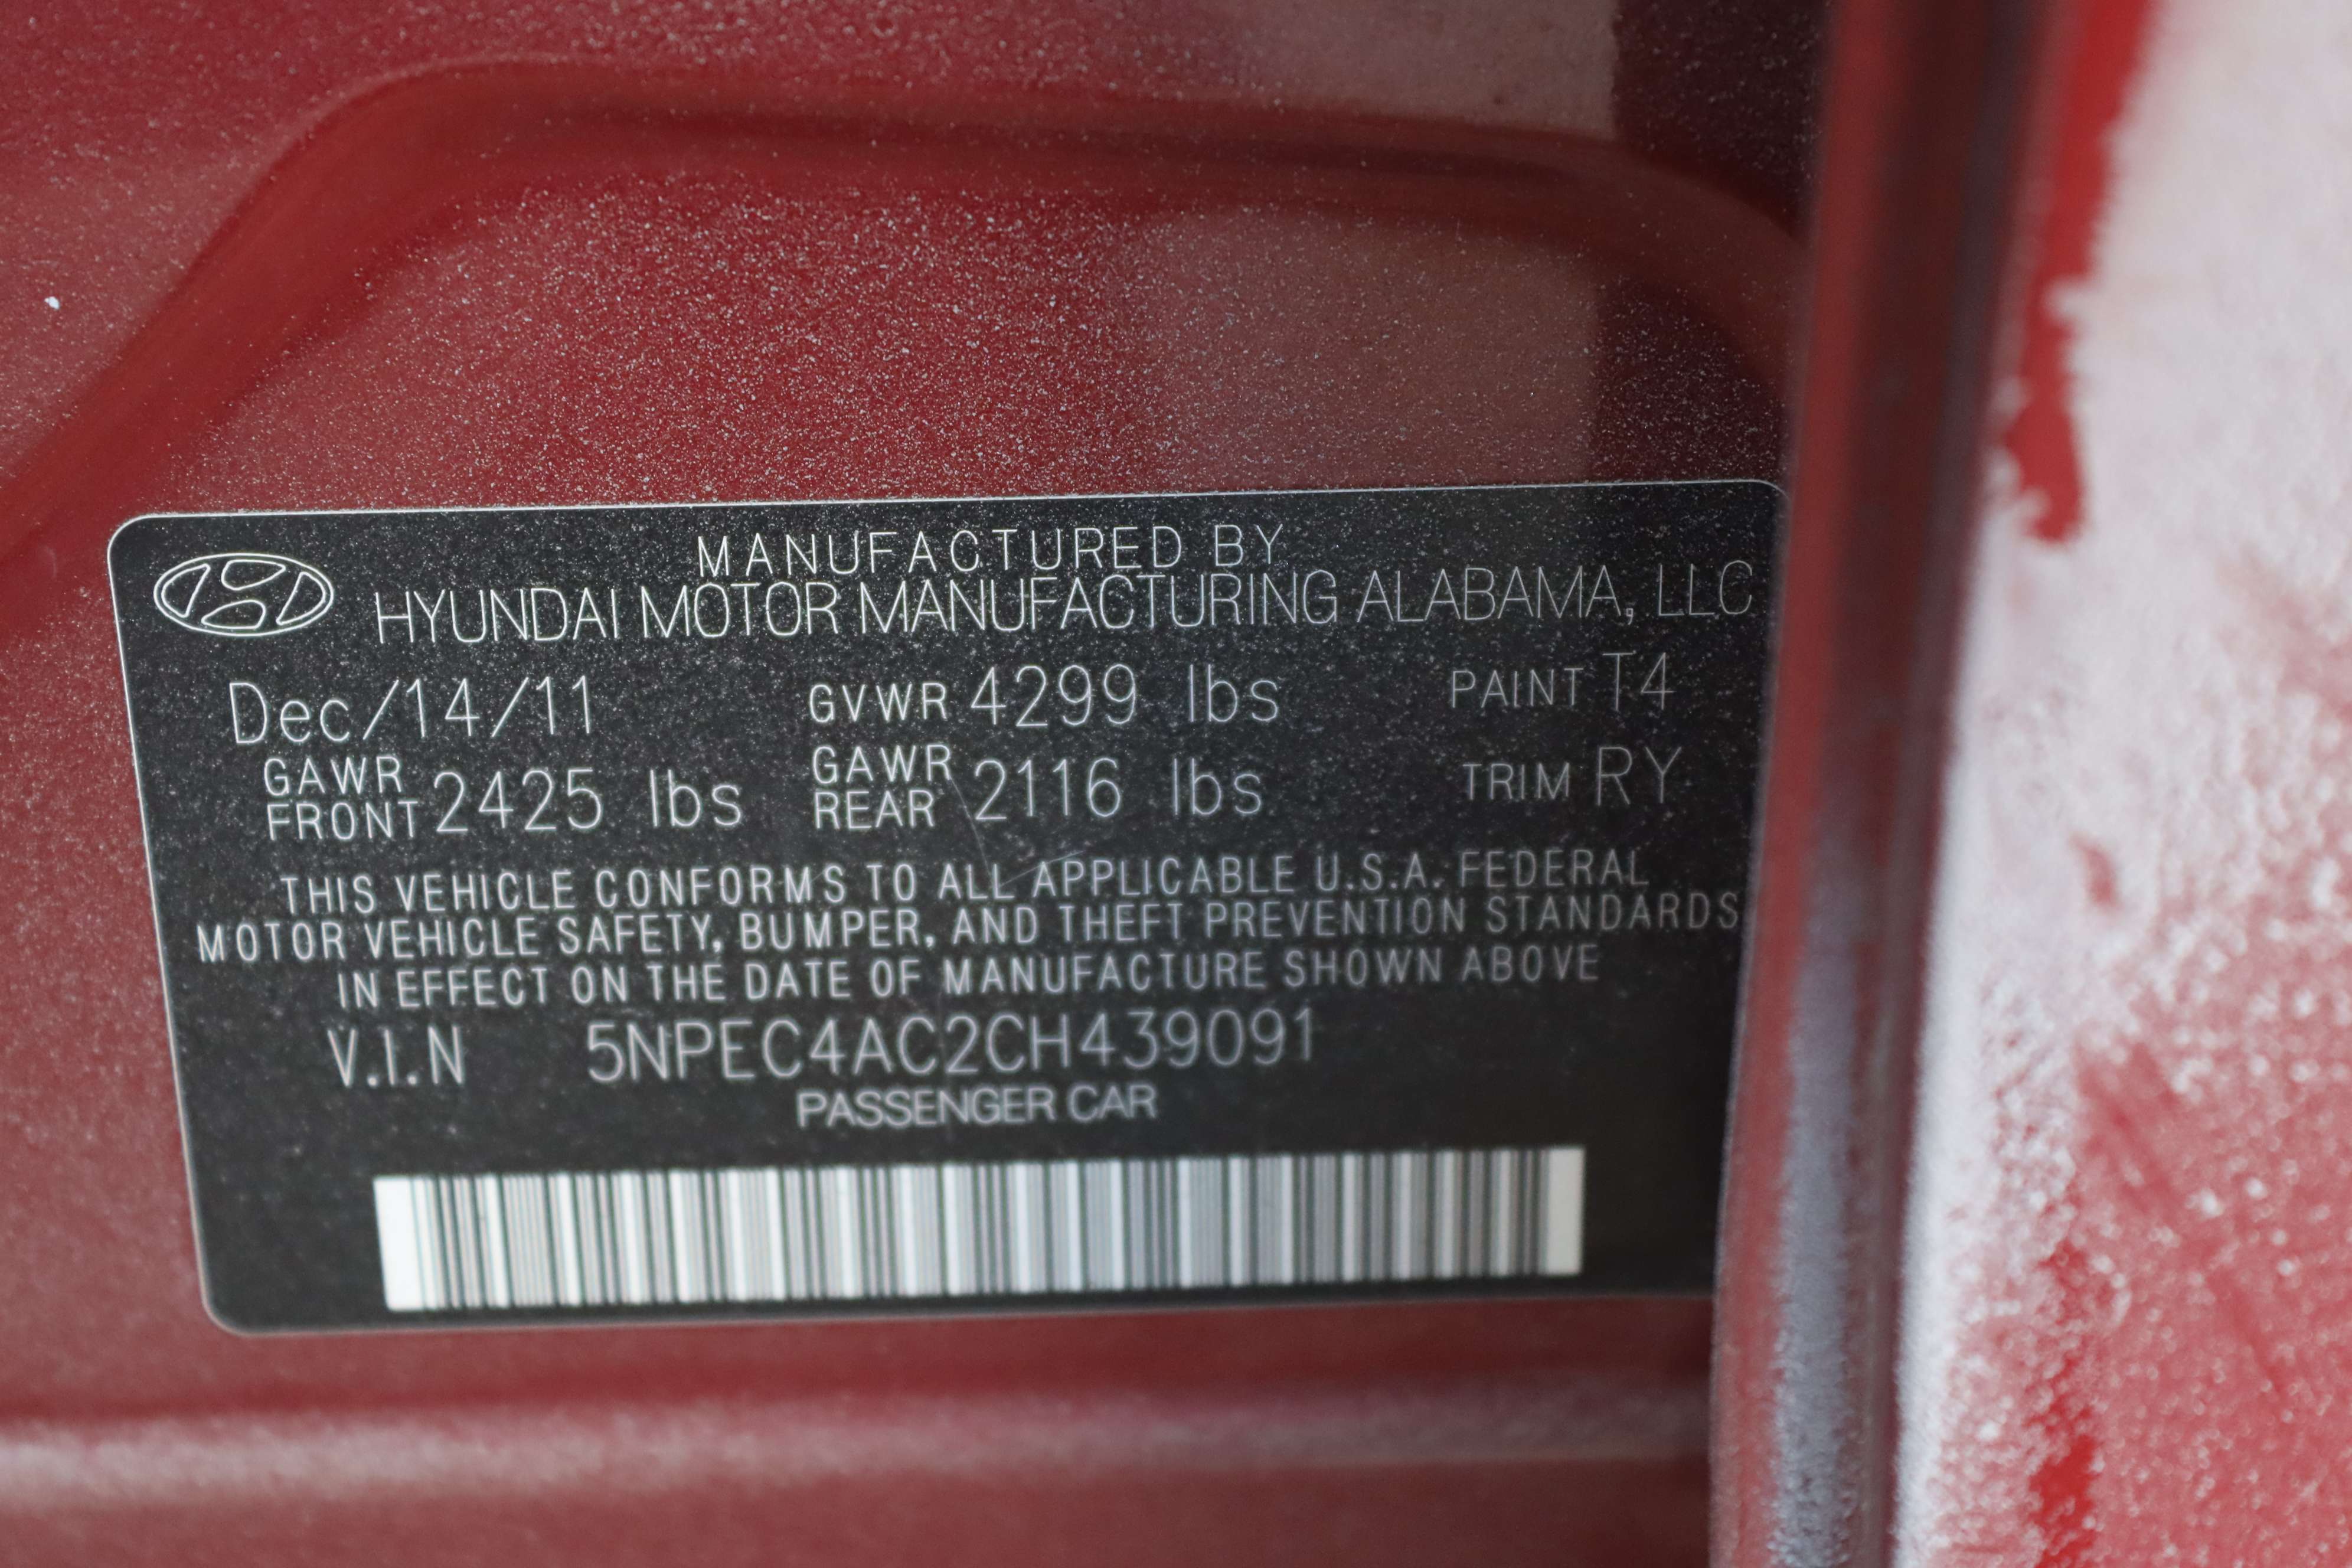 MANUFACTURED BY
HYUNDAI MOTOR MANUFACTURING ALABAMA, LLC
Dec/14/11 GVWR 4299 lbs PAINT T4
GAWR FRONT 2425 lbs GAWR REAR 2116 lbs TRIM RY
THIS VEHICLE CONFORMS TO ALL APPLICABLE U.S.A. FEDERAL
MOTOR VEHICLE SAFETY, BUMPER, AND THEFT PREVENTION STANDARDS
IN EFFECT ON THE DATE OF MANUFACTURE SHOWN ABOVE
V.I.N 5NPEC4AC2CH439091
PASSENGER CAR